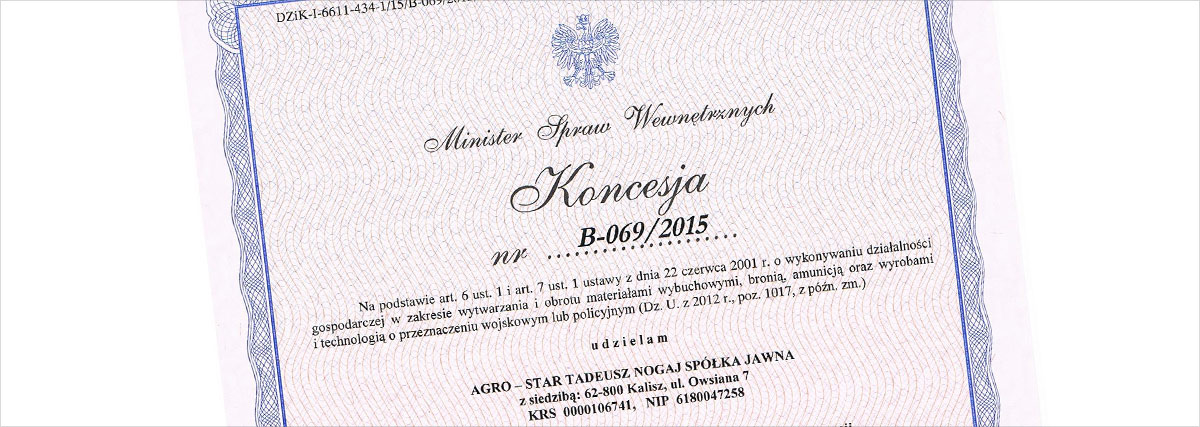 DZiK-I-6611-434-1/15/B-069/2015
Minister Spraw Wewnętrznych
Koncesja
nr B-069/2015
Na podstawie art. 6 ust. 1 i art. 7 ust. 1 ustawy z dnia 22 czerwca 2001 r. o wykonywaniu działalności
gospodarczej w zakresie wytwarzania i obrotu materiałami wybuchowymi, bronią, amunicją oraz wyrobami
i technologią o przeznaczeniu wojskowym lub policyjnym (Dz. U. z 2012 r., poz. 1017, z późn. zm.)
udzielam
AGRO – STAR TADEUSZ NOGAJ SPÓŁKA JAWNA
z siedzibą: 62-800 Kalisz, ul. Owsiana 7
KRS 0000106741, NIP 6180047258